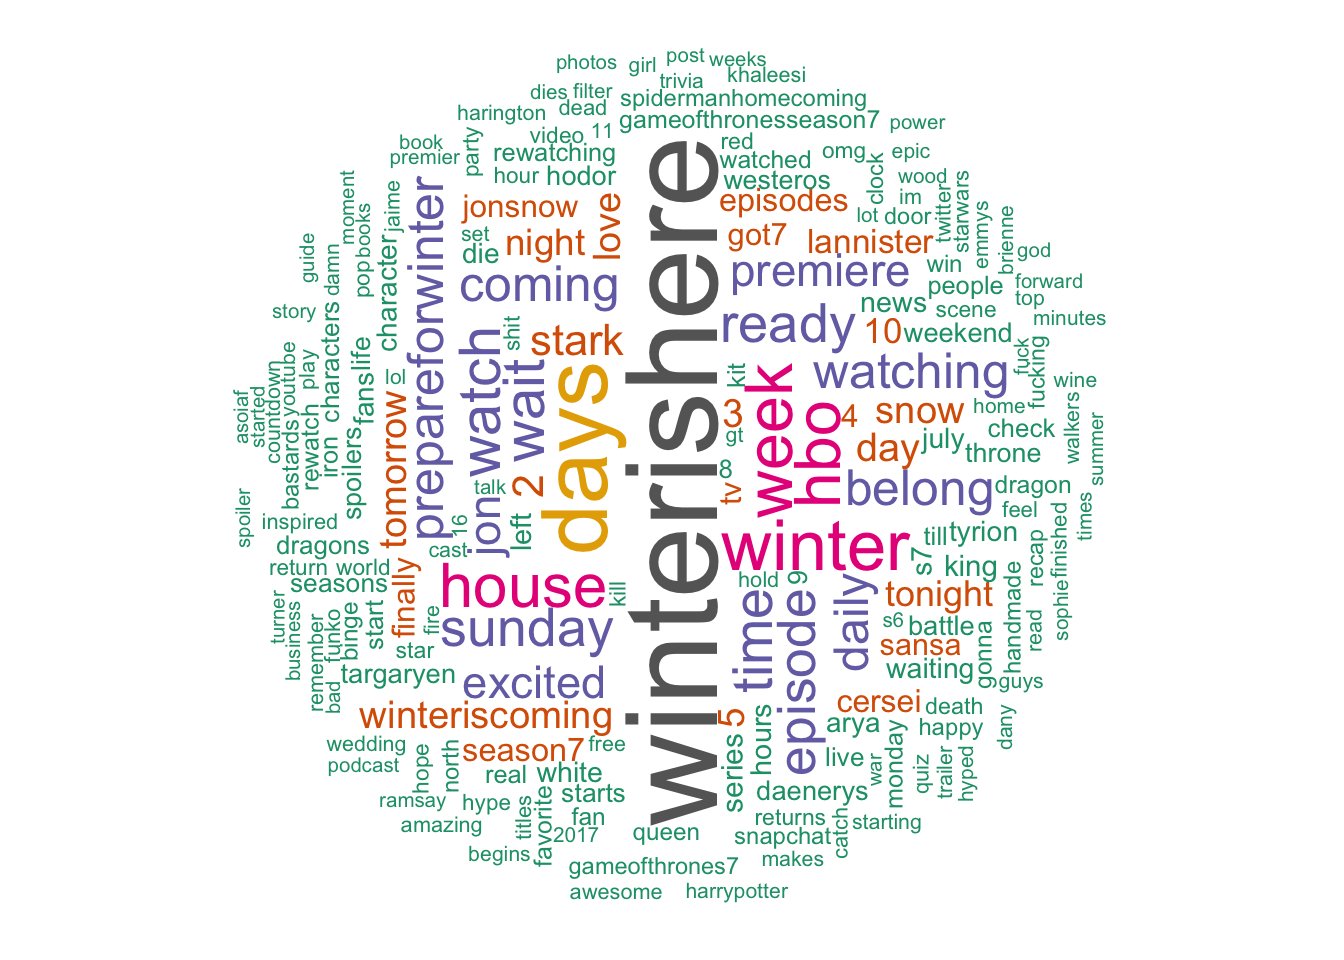 photos
girl
post
weeks
trivia
khaleesi
dies
filter
spidermanhomecoming
harington
dead
gameofthronesseason7
power
video
11
book
premier
party
rewatching
red
watched
omg
epic
hour
hodor
westeros
clock
wood
im
moment
jaime
books
pop
guide
damn
story
character
prepareforwinter
jonsnow
set
die
night
love
coming
winterishere
episodes
got7
lannister
lot
door
twitter
starwars
emmys
brienne
god
premiere
win
people
forward
top
news
scene
minutes
ready
10
weekend
shit
stark
watch
wait
days
kit
week
hbo
watching
fuck
fucking
wine
lol
life
fans
characters
iron
play
rewatch
youtube
bastards
countdown
started
asoiaf
spoilers
tomorrow
3
4
snow
home
check
walkers
summer
gt
day
july
throne
8
tv
belong
dragon
feel
times
talk
2
jon
16
left
spoiler
inspired
dragons
cast
return
world
seasons
winter
till
tyrion
s7
king
recap
finished
house
kill
hold
9
tonight
handmade
read
sophie
turner
business
remember
bad
funko
binge
start
finally
fire
star
sunday
time
episode
daily
s6
battle
sansa
waiting
gonna
guys
targaryen
excited
winteriscoming
5
cersei
death
dany
wedding
podcast
hope
north
season7
free
series
hours
arya
happy
live
war
monday
quiz
trailer
hyped
real
white
starts
daenerys
ramsay
hype
amazing
titles
favorite
fan
2017
queen
returns
snapchat
catch
starting
begins
gameofthrones7
makes
awesome
harrypotter